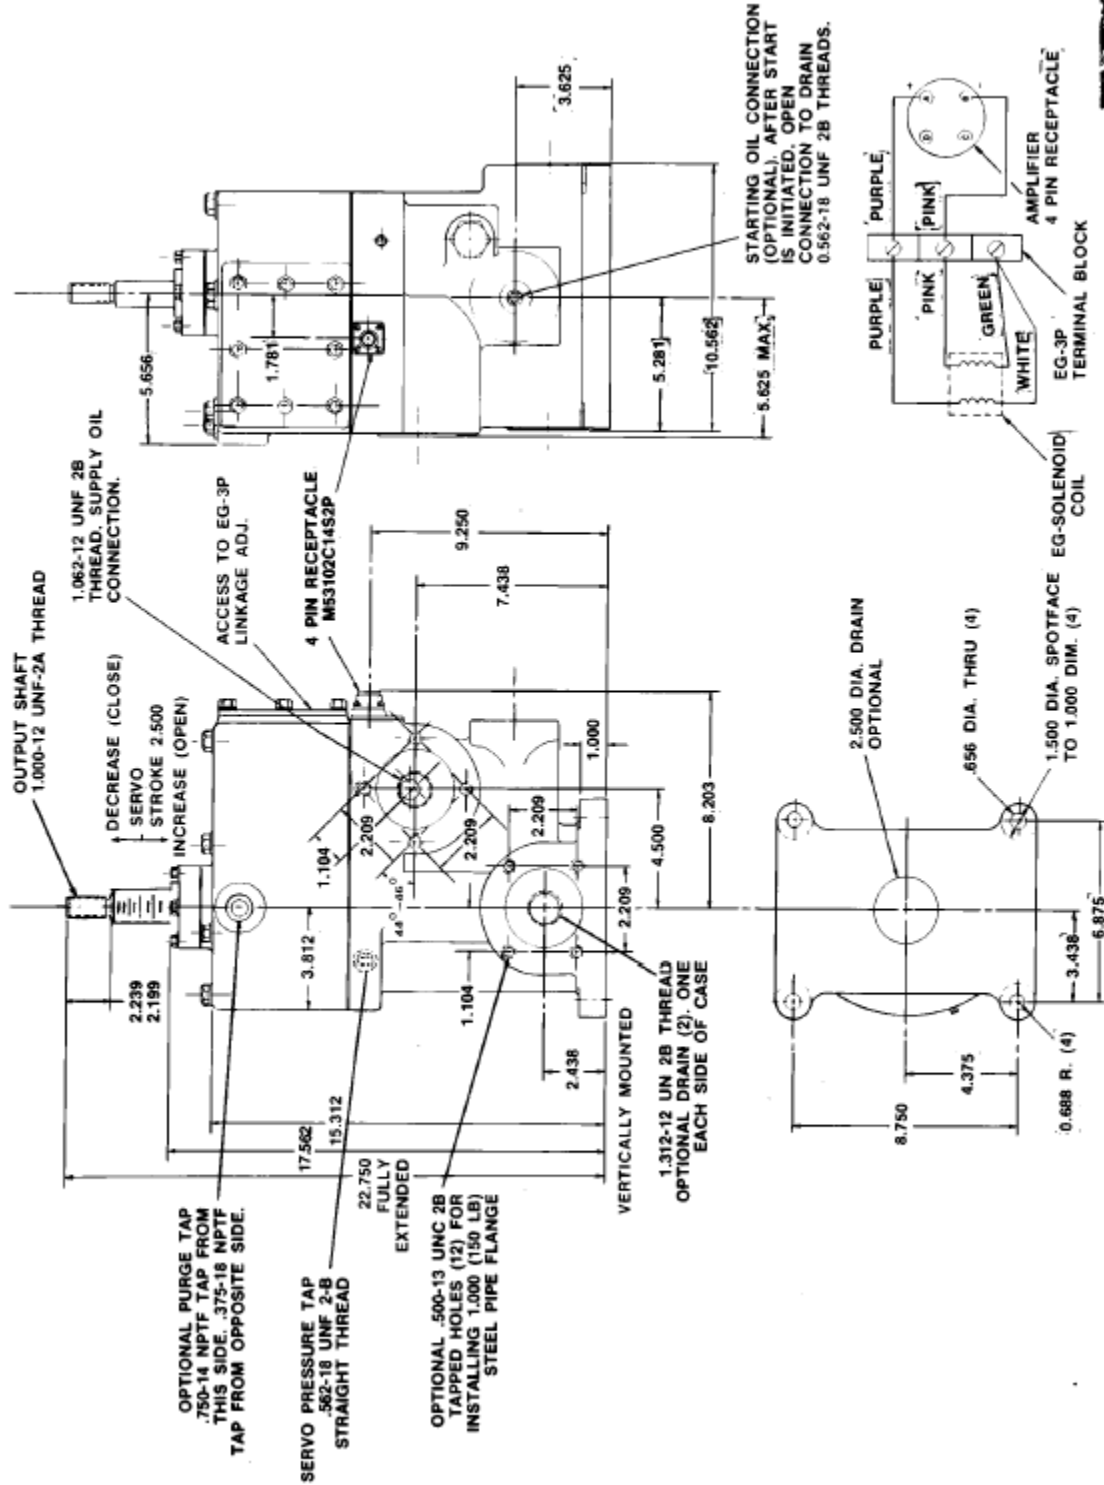 OUTPUT SHAFT
1.000-12 UNF-2A THREAD
DECREASE (CLOSE)
SERVO
STROKE 2.500
INCREASE (OPEN)
1.062-12 UNF 2B
THREAD. SUPPLY OIL
CONNECTION.
ACCESS TO EG-3P
LINKAGE ADJ.
4 PIN RECEPTACLE
M53102C14S2P
2.239
2.199
3.812
1.104
2.209
2.209
44°-46°
2.209
1.104
2.209
1.000
4.500
8.203
7.438
9.250
2.438
15.312
17.562
22.750
FULLY
EXTENDED
OPTIONAL PURGE TAP
.750-14 NPTF TAP FROM
THIS SIDE. .375-18 NPTF
TAP FROM OPPOSITE SIDE.
SERVO PRESSURE TAP
.562-18 UNF 2-B
STRAIGHT THREAD
OPTIONAL .500-13 UNC 2B
TAPPED HOLES (12) FOR
INSTALLING 1.000 (150 LB)
STEEL PIPE FLANGE
VERTICALLY MOUNTED
1.312-12 UN 2B THREAD
OPTIONAL DRAIN (2). ONE
EACH SIDE OF CASE
5.656
1.781
3.625
5.281
10.562
5.625 MAX.
STARTING OIL CONNECTION
(OPTIONAL). AFTER START
IS INITIATED, OPEN
CONNECTION TO DRAIN
0.562-18 UNF 2B THREADS.
2.500 DIA. DRAIN
OPTIONAL
.656 DIA. THRU (4)
1.500 DIA. SPOTFACE
TO 1.000 DIM. (4)
8.750
4.375
0.688 R. (4)
3.438
6.875
PURPLE
PURPLE
PINK
PINK
GREEN
WHITE
EG-SOLENOID
COIL
EG-3P
TERMINAL BLOCK
AMPLIFIER
4 PIN RECEPTACLE
A
B
C
D
+
-